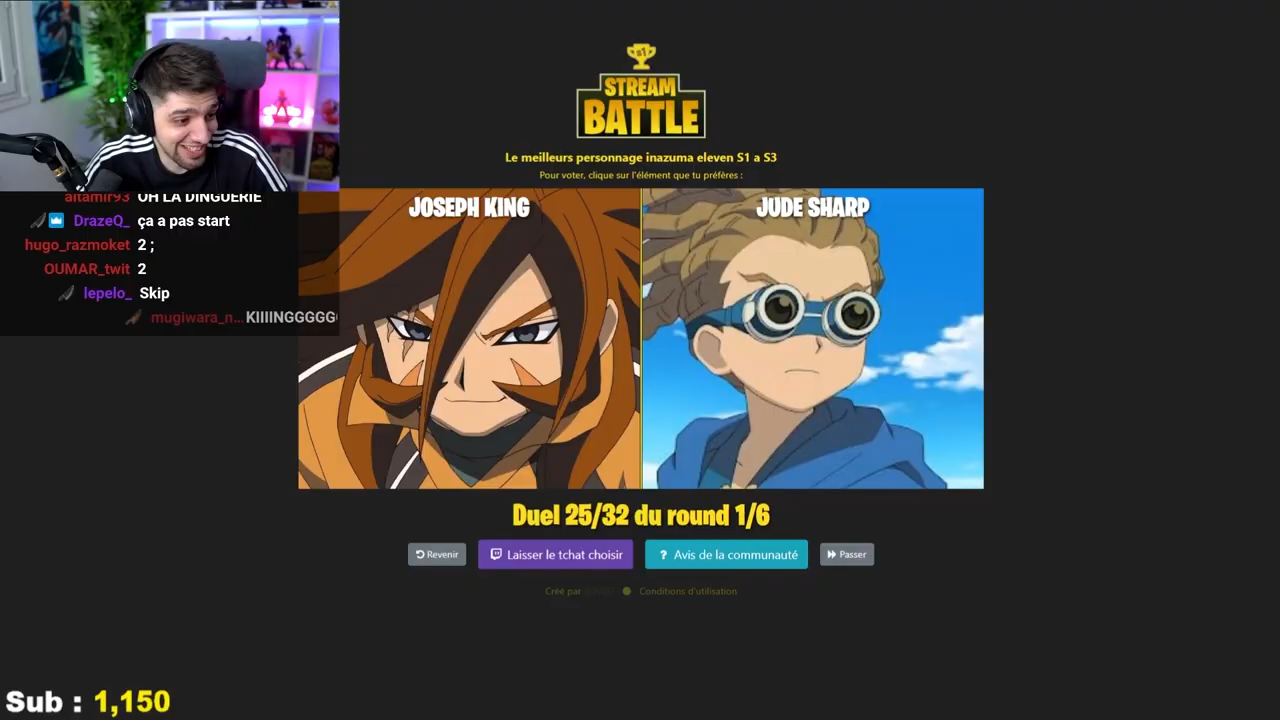 STREAM
BATTLE
Le meilleurs personnage inazuma eleven S1 a S3
Pour voter, clique sur l'élément que tu préfères :
JOSEPH KING
JUDE SHARP
altamir93 OH LA DINGUERIE
DrazeQ_ ça a pas start
hugo_razmoket 2 ;
OUMAR_twit 2
lepelo_ Skip
mugiwara_n... KIIIINGGGGG
Duel 25/32 du round 1/6
Revenir
Laisser le tchat choisir
? Avis de la communauté
Passer
Créé par
Conditions d'utilisation
Sub : 1,150